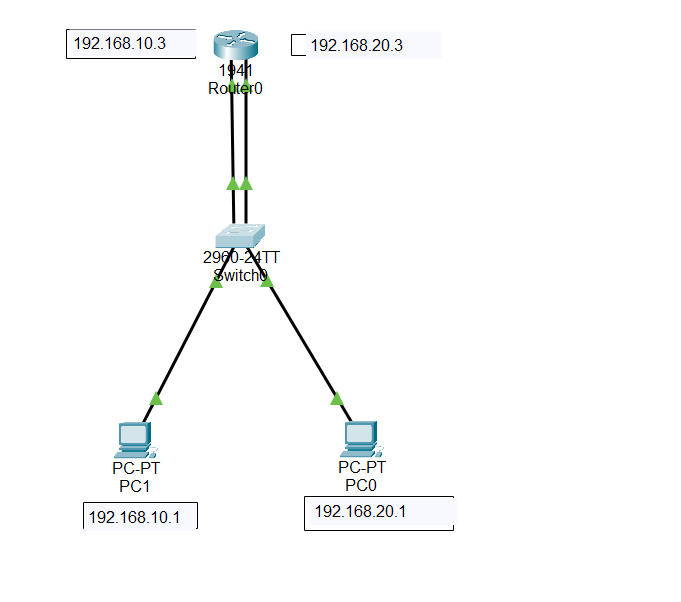 192.168.10.3
192.168.20.3
1941
Router0
2960-24TT
Switch0
PC-PT
PC1
PC-PT
PC0
192.168.10.1
192.168.20.1